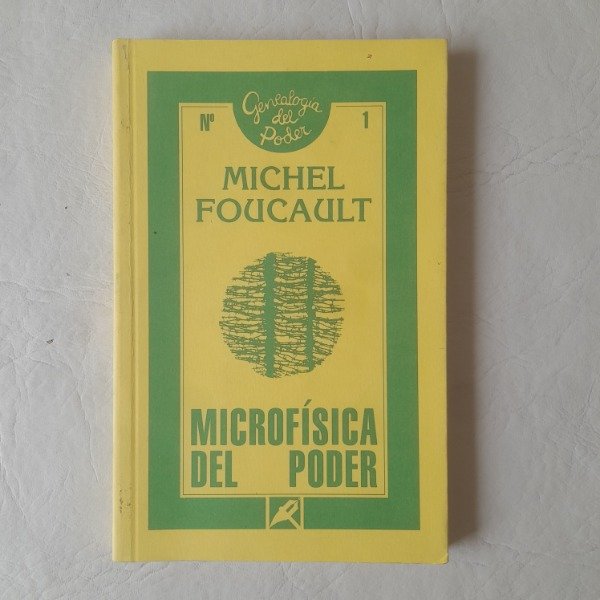 Genealogía
del
Poder
Nº 1
MICHEL
FOUCAULT
MICROFÍSICA
DEL PODER